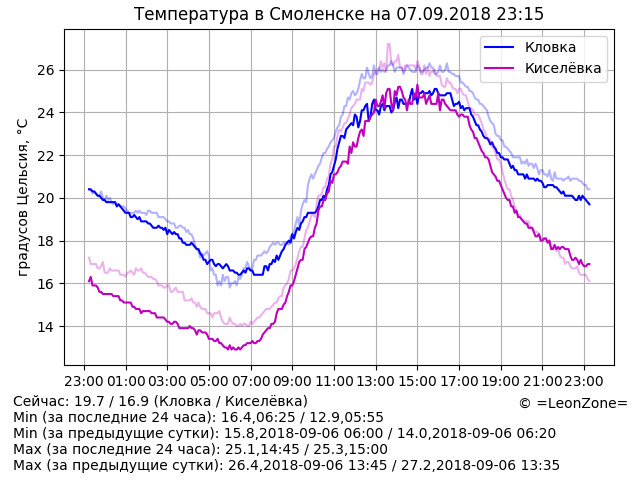 Температура в Смоленске на 07.09.2018 23:15
Кловка
Киселёвка
градусов Цельсия, °C
26
24
22
20
18
16
14
23:00 01:00 03:00 05:00 07:00 09:00 11:00 13:00 15:00 17:00 19:00 21:00 23:00
Сейчас: 19.7 / 16.9 (Кловка / Киселёвка)
© =LeonZone=
Min (за последние 24 часа): 16.4,06:25 / 12.9,05:55
Min (за предыдущие сутки): 15.8,2018-09-06 06:00 / 14.0,2018-09-06 06:20
Max (за последние 24 часа): 25.1,14:45 / 25.3,15:00
Max (за предыдущие сутки): 26.4,2018-09-06 13:45 / 27.2,2018-09-06 13:35